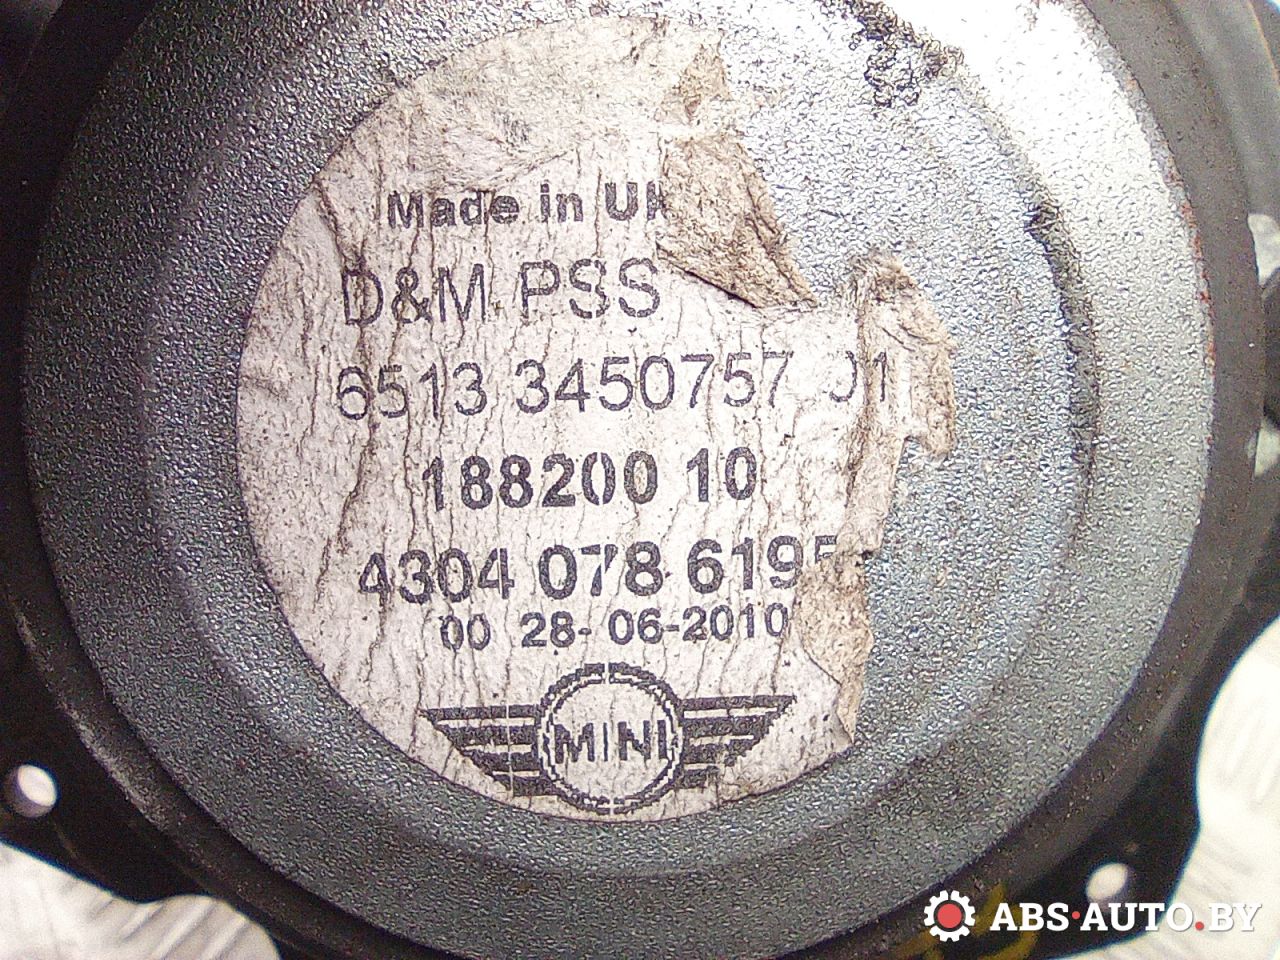 Made in UK
D&M PSS
6513 3450757 01
188200 10
4304 078 6195
00 28-06-2010
MINI
ABS·AUTO.BY